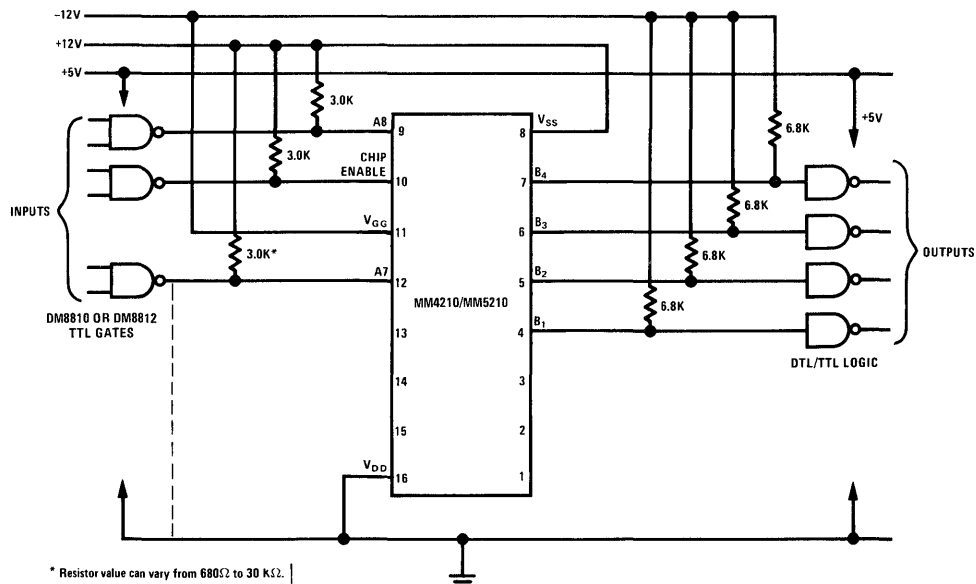 –12V
+12V
+5V
3.0K
A8
9
VSS
8
+5V
6.8K
3.0K
CHIP
ENABLE
10
B4
7
INPUTS
VGG
11
B3
6
6.8K
OUTPUTS
3.0K*
A7
12
B2
5
6.8K
DM8810 OR DM8812
TTL GATES
MM4210/MM5210
13
B1
4
6.8K
DTL/TTL LOGIC
14
3
15
2
VDD
16
1
* Resistor value can vary from 680Ω to 30 KΩ.